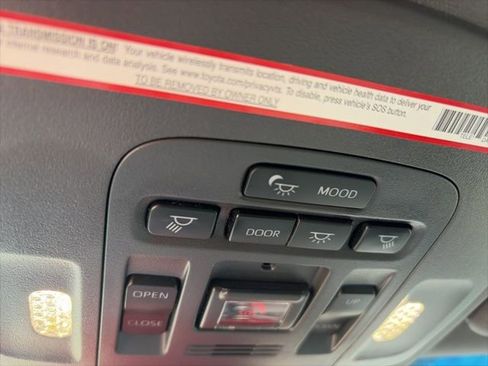 TRANSMISSION IS ON! Your vehicle wirelessly transmits location, driving and vehicle health data to deliver your
internal research and data analysis. See www.toyota.com/privacyvts. To disable, press vehicle's SOS button.
TO BE REMOVED BY OWNER ONLY
MOOD
DOOR
OPEN
UP
CLOSE